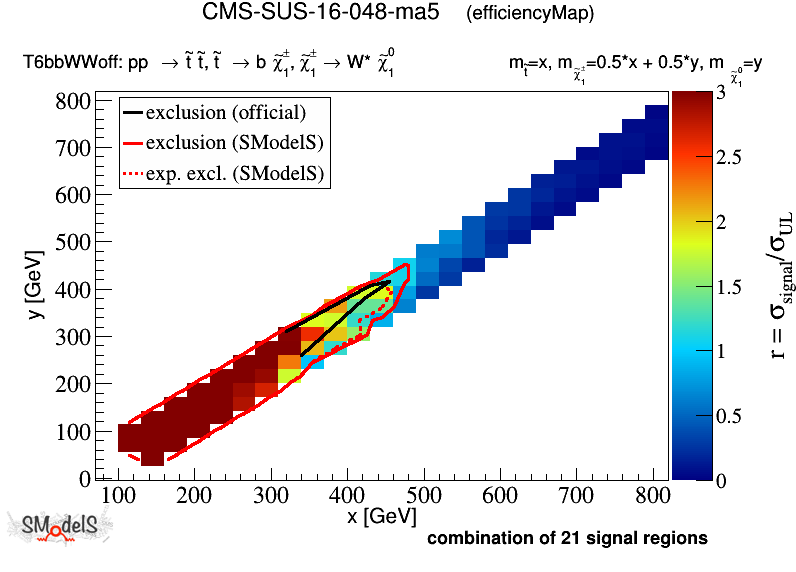 CMS-SUS-16-048-ma5 (efficiencyMap)
T6bbWWoff: pp → t̃ t̃, t̃ → b χ̃₁±, χ̃₁± → W* χ̃₁⁰
m_t̃=x, m_χ̃₁±=0.5*x + 0.5*y, m_χ̃₁⁰=y
exclusion (official)
exclusion (SModelS)
exp. excl. (SModelS)
800
700
600
500
400
300
200
100
0
y [GeV]
100 200 300 400 500 600 700 800
x [GeV]
3
2.5
2
1.5
1
0.5
0
r = σ_signal/σ_UL
SModelS
combination of 21 signal regions